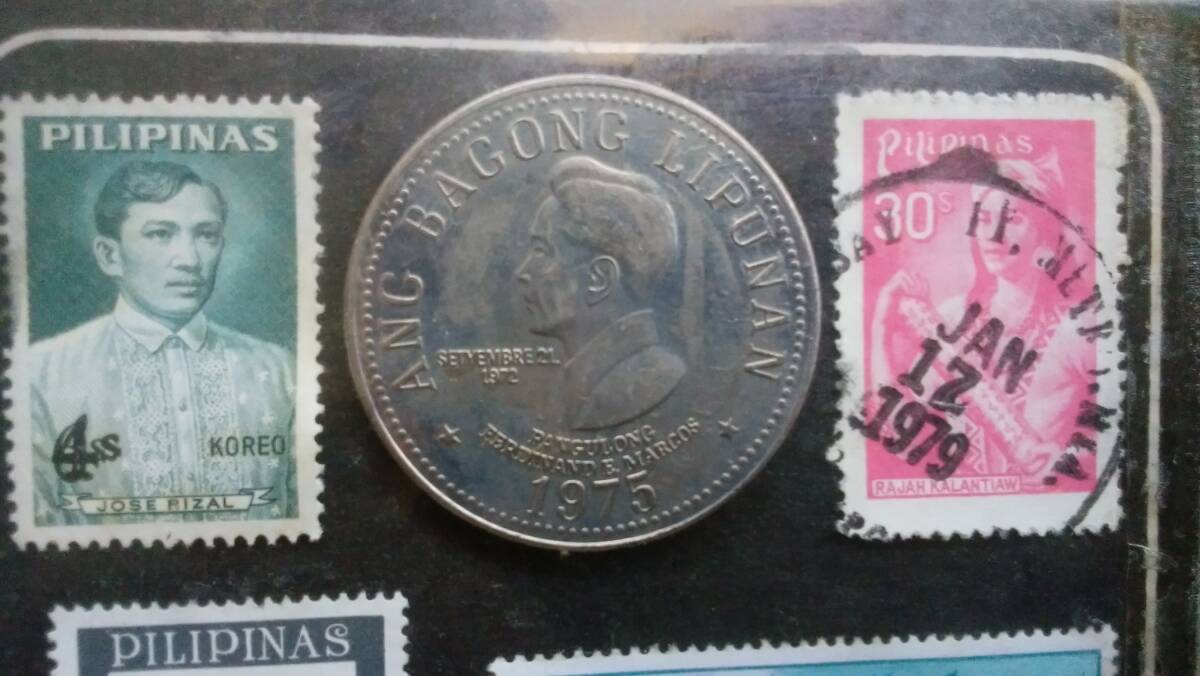 PILIPINAS
4s
KOREO
JOSE RIZAL
ANG BAGONG LIPUNAN
SETYEMBRE 21,
1972
PANGULONG
FERDINAND E. MARCOS
1975
Pilipinas
30s
JAN
12
1979
RAJAH KALANTIAW
PILIPINAS